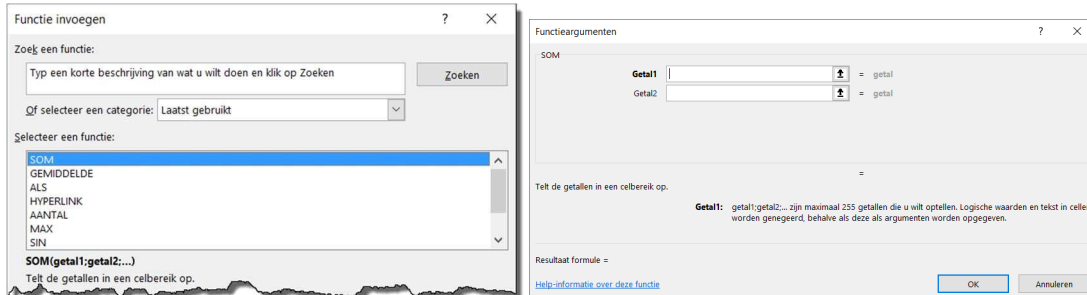 Functie invoegen
?
Zoek een functie:
Typ een korte beschrijving van wat u wilt doen en klik op Zoeken
Zoeken
Of selecteer een categorie: Laatst gebruikt
Selecteer een functie:
SOM
GEMIDDELDE
ALS
HYPERLINK
AANTAL
MAX
SIN
SOM(getal1;getal2;...)
Telt de getallen in een celbereik op.
Functieargumenten
?
SOM
Getal1 = getal
Getal2 = getal
=
Telt de getallen in een celbereik op.
Getal1: getal1;getal2;... zijn maximaal 255 getallen die u wilt optellen. Logische waarden en tekst in celle
worden genegeerd, behalve als deze als argumenten worden opgegeven.
Resultaat formule =
Help-informatie over deze functie
OK
Annuleren